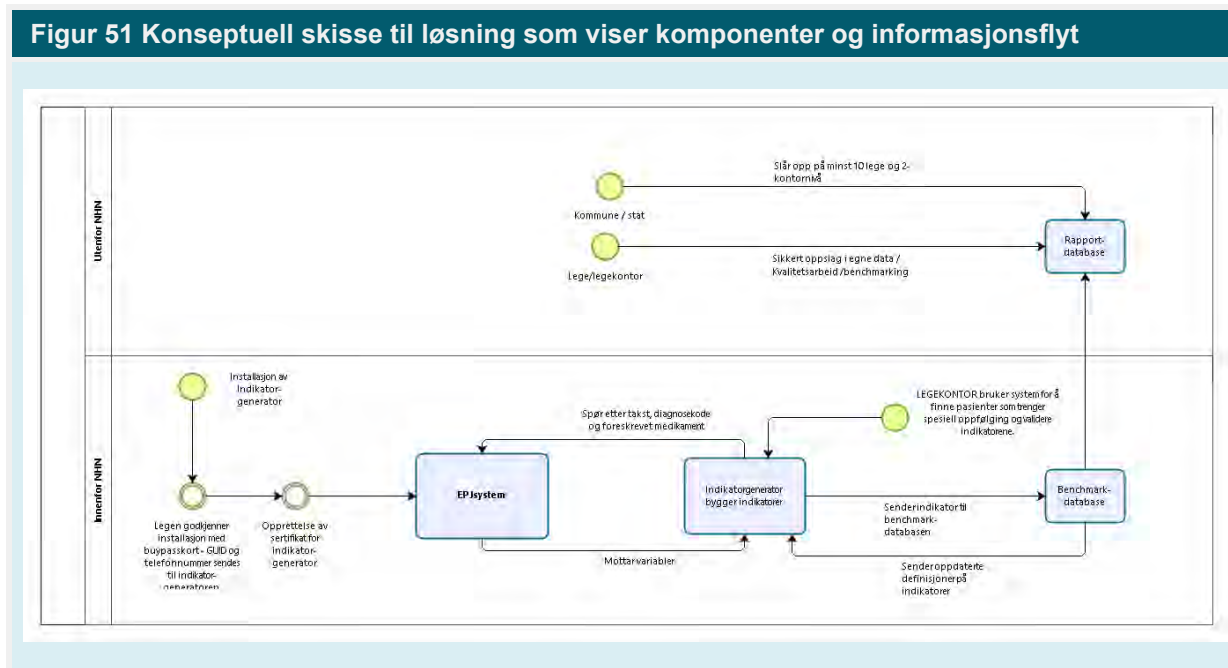 Figur 51 Konseptuell skisse til løsning som viser komponenter og informasjonsflyt
Utenfor NHN
Slår opp på minst 10 lege og 2-
kontornivå
Kommune / stat
Lege/legekontor
Sikkert oppslag i egne data /
Kvalitetsarbeid /benchmarking
Rapport-
database
Innenfor NHN
Installasjon av
Indikator-
generator
Legen godkjenner
installasjon med
buypasskort - GUID og
telefonnummer sendes
til indikator-
generatoren
Opprettelse av
sertifikat for
Indikator-
generator
EPJsystem
Spør etter takst, diagnosekode
og foreskrevet medikament
Mottar variabler
LEGEKONTOR bruker system for å
finne pasienter som trenger
spesiell oppfølging og validere
indikatorene.
Indikatorgenerator
bygger indikatorer
Sender indikator til
benchmark-
databasen
Sender oppdaterte
definisjoner på
indikatorer
Benchmark-
database